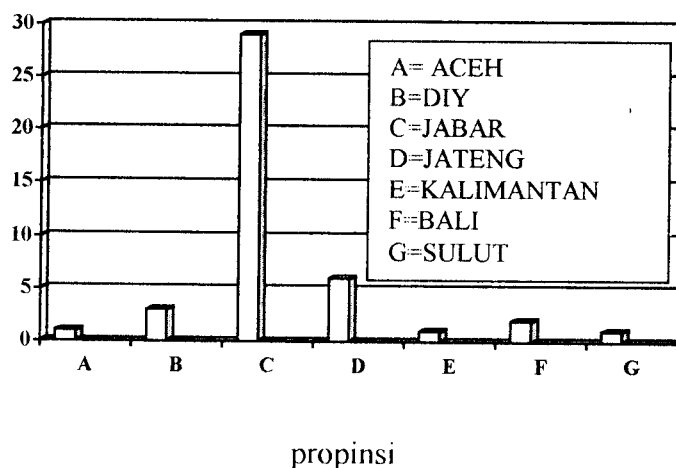 30
25
20
15
10
5
0
A= ACEH
B=DIY
C=JABAR
D=JATENG
E=KALIMANTAN
F=BALI
G=SULUT
A B C D E F G
propinsi